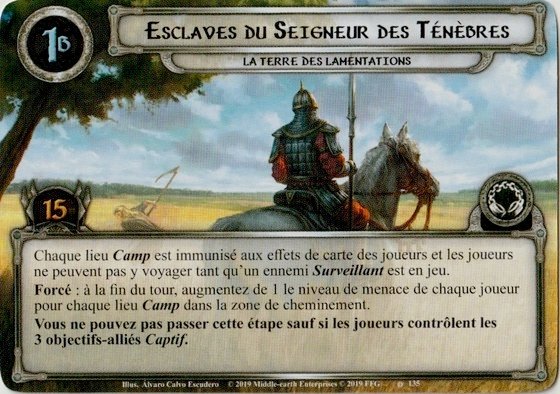 1B
Esclaves du Seigneur des Ténèbres
La Terre des Lamentations
15
Chaque lieu Camp est immunisé aux effets de carte des joueurs et les joueurs
ne peuvent pas y voyager tant qu'un ennemi Surveillant est en jeu.
Forcé : à la fin du tour, augmentez de 1 le niveau de menace de chaque joueur
pour chaque lieu Camp dans la zone de cheminement.
Vous ne pouvez pas passer cette étape sauf si les joueurs contrôlent les
3 objectifs-alliés Captif.
Illus. Álvaro Calvo Escudero © 2019 Middle-earth Enterprises © 2019 FFG 135